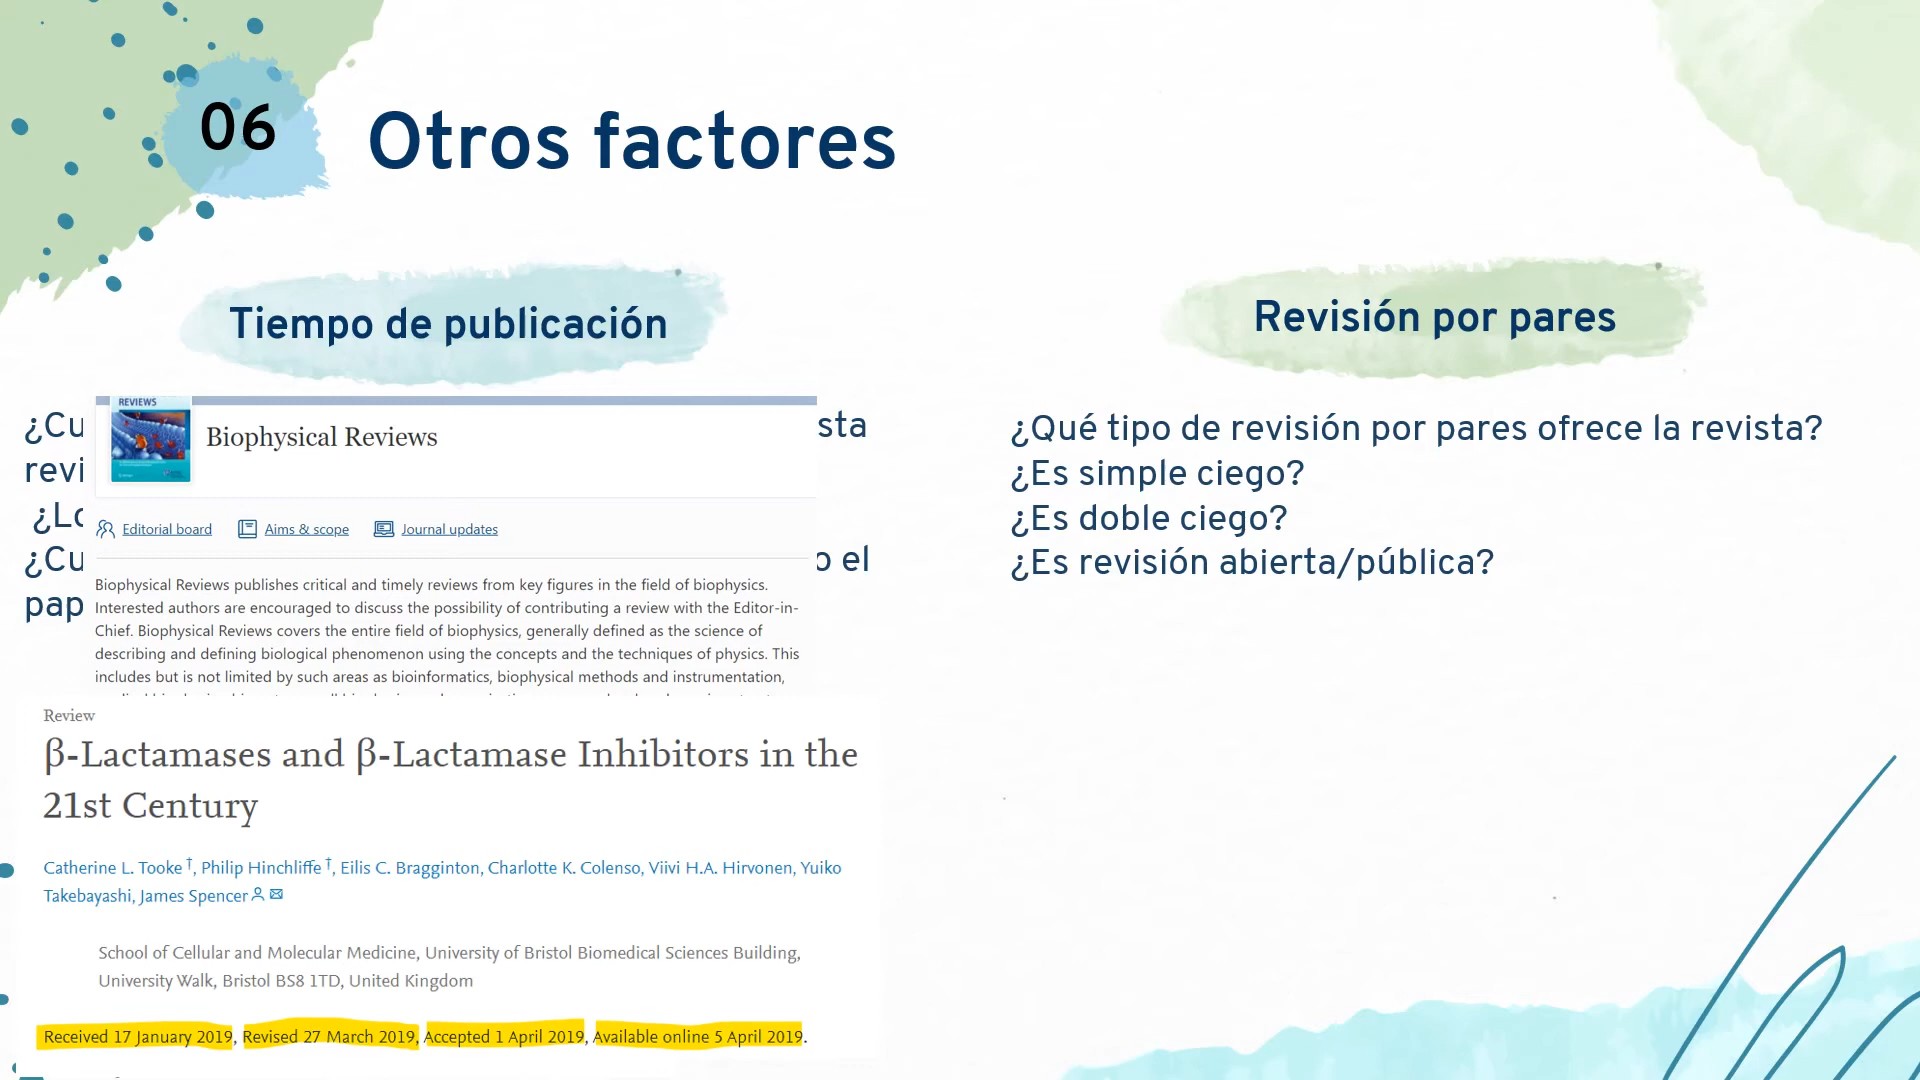 06
Otros factores
Tiempo de publicación
Revisión por pares
REVIEWS
Biophysical Reviews
sta
Editorial board
Aims & scope
Journal updates
o el
Biophysical Reviews publishes critical and timely reviews from key figures in the field of biophysics.
Interested authors are encouraged to discuss the possibility of contributing a review with the Editor-in-
Chief. Biophysical Reviews covers the entire field of biophysics, generally defined as the science of
describing and defining biological phenomenon using the concepts and the techniques of physics. This
includes but is not limited by such areas as bioinformatics, biophysical methods and instrumentation,
¿Cu
revi
¿Lo
¿Cu
pap
Review
β-Lactamases and β-Lactamase Inhibitors in the
21st Century
Catherine L. Tooke †, Philip Hinchliffe †, Eilis C. Bragginton, Charlotte K. Colenso, Viivi H.A. Hirvonen, Yuiko
Takebayashi, James Spencer
School of Cellular and Molecular Medicine, University of Bristol Biomedical Sciences Building,
University Walk, Bristol BS8 1TD, United Kingdom
Received 17 January 2019, Revised 27 March 2019, Accepted 1 April 2019, Available online 5 April 2019.
¿Qué tipo de revisión por pares ofrece la revista?
¿Es simple ciego?
¿Es doble ciego?
¿Es revisión abierta/pública?